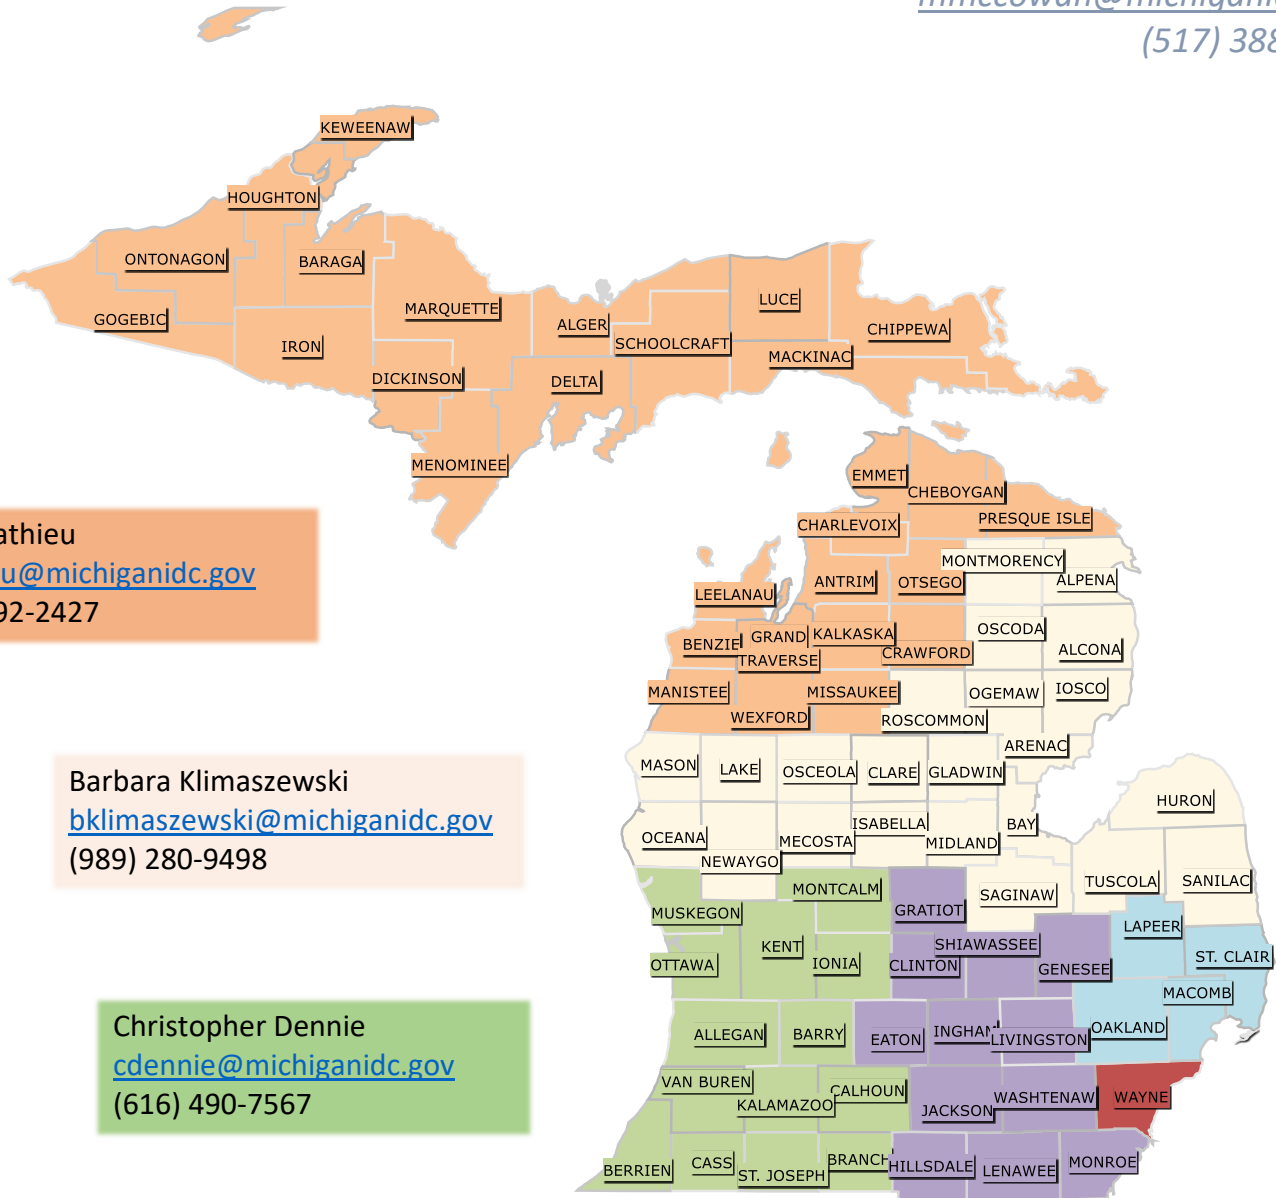 (517) 388
KEWEENAW
HOUGHTON
ONTONAGON
BARAGA
GOGEBIC
MARQUETTE
IRON
ALGER
LUCE
SCHOOLCRAFT
CHIPPEWA
MACKINAC
DICKINSON
DELTA
MENOMINEE
EMMET
CHEBOYGAN
CHARLEVOIX
PRESQUE ISLE
athieu
u@michiganidc.gov
92-2427
MONTMORENCY
ANTRIM
OTSEGO
ALPENA
LEELANAU
BENZIE
GRAND
TRAVERSE
KALKASKA
CRAWFORD
OSCODA
ALCONA
MANISTEE
WEXFORD
MISSAUKEE
ROSCOMMON
OGEMAW
IOSCO
ARENAC
MASON
LAKE
OSCEOLA
CLARE
GLADWIN
Barbara Klimaszewski
bklimaszewski@michiganidc.gov
(989) 280-9498
HURON
OCEANA
NEWAYGO
MECOSTA
ISABELLA
MIDLAND
BAY
MONTCALM
GRATIOT
SAGINAW
TUSCOLA
SANILAC
MUSKEGON
KENT
OTTAWA
IONIA
CLINTON
SHIAWASSEE
GENESEE
LAPEER
ST. CLAIR
MACOMB
Christopher Dennie
cdennie@michiganidc.gov
(616) 490-7567
ALLEGAN
BARRY
EATON
INGHAM
LIVINGSTON
OAKLAND
VAN BUREN
KALAMAZOO
CALHOUN
JACKSON
WASHTENAW
WAYNE
BERRIEN
CASS
ST. JOSEPH
BRANCH
HILLSDALE
LENAWEE
MONROE